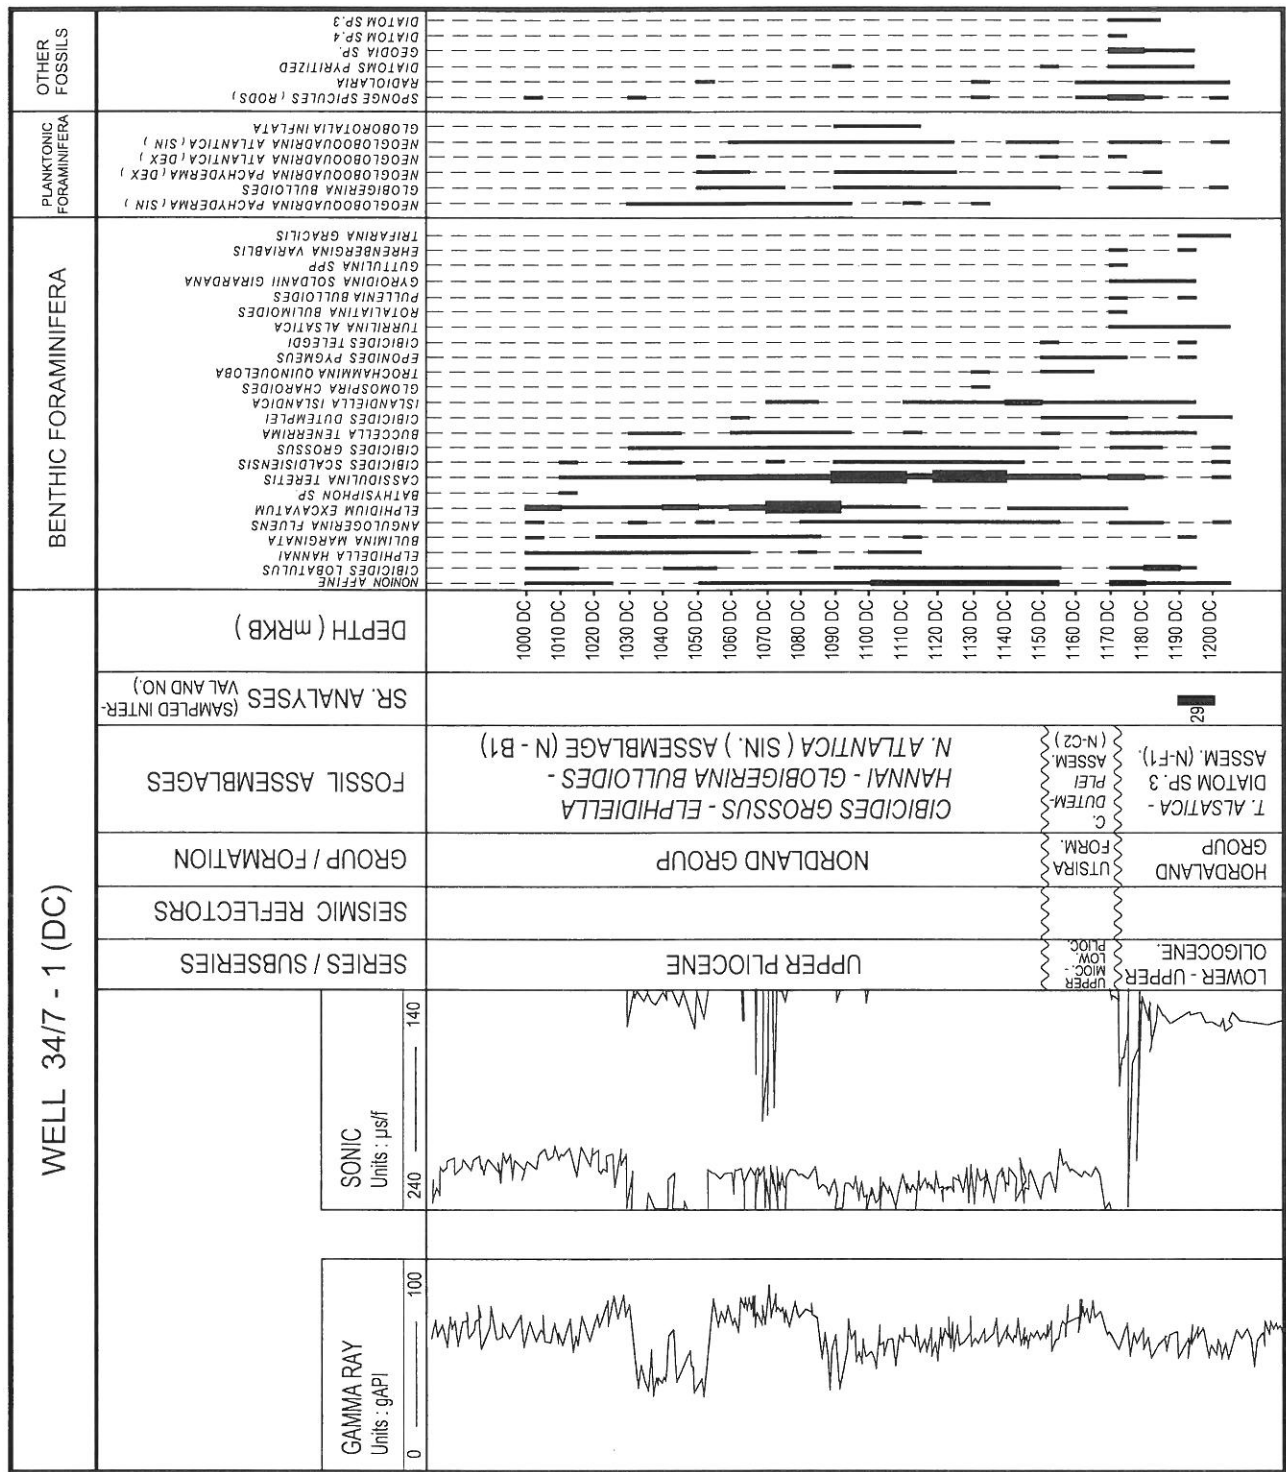 WELL 34/7 - 1 (DC)
GAMMA RAY
Units : gAPI
0
100
SONIC
Units : µs/f
240
140
SERIES / SUBSERIES
UPPER PLIOCENE
UPPER
MIOC. -
LOW.
PLIOC.
LOWER - UPPER
OLIGOCENE.
SEISMIC REFLECTORS
GROUP / FORMATION
NORDLAND GROUP
UTSIRA
FORM.
HORDALAND
GROUP
FOSSIL ASSEMBLAGES
CIBICIDES GROSSUS - ELPHIDIELLA
HANNAI - GLOBIGERINA BULLOIDES -
N. ATLANTICA ( SIN. ) ASSEMBLAGE (N - B1)
C.
DUTEM-
PLEI
ASSEM.
( N-C2 )
T. ALSATICA -
DIATOM SP. 3
ASSEM. (N-F1).
SR. ANALYSES (SAMPLED INTER-
VAL AND NO.)
29
DEPTH ( mRKB )
1000 DC
1010 DC
1020 DC
1030 DC
1040 DC
1050 DC
1060 DC
1070 DC
1080 DC
1090 DC
1100 DC
1110 DC
1120 DC
1130 DC
1140 DC
1150 DC
1160 DC
1170 DC
1180 DC
1190 DC
1200 DC
BENTHIC FORAMINIFERA
NONION AFFINE
CIBICIDES LOBATULUS
ELPHIDIELLA HANNAI
BULIMINA MARGINATA
ANGULOGERINA FLUENS
ELPHIDIUM EXCAVATUM
BATHYSIPHON SP.
CASSIDULINA TERETIS
CIBICIDES SCALDISIENSIS
CIBICIDES GROSSUS
BUCCELLA TENERRIMA
CIBICIDES DUTEMPLEI
ISLANDIELLA ISLANDICA
GLOMOSPIRA CHAROIDES
TROCHAMMINA QUINQUELOBA
EPONIDES PYGMEUS
CIBICIDES TELEGDI
TURRILINA ALSATICA
ROTALIATINA BULIMOIDES
PULLENIA BULLOIDES
GYROIDINA SOLDANII GIRARDANA
GUTTULINA SPP
EHRENBERGINA VARIABLIS
TRIFARINA GRACILIS
PLANKTONIC
FORAMINIFERA
NEOGLOBOQUADRINA PACHYDERMA ( SIN )
GLOBIGERINA BULLOIDES
NEOGLOBOQUADRINA PACHYDERMA ( DEX )
NEOGLOBOQUADRINA ATLANTICA ( DEX )
NEOGLOBOQUADRINA ATLANTICA ( SIN )
GLOBOROTALIA INFLATA
OTHER
FOSSILS
SPONGE SPICULES ( RODS )
RADIOLARIA
DIATOMS PYRITIZED
GEODIA SP.
DIATOM SP.4
DIATOM SP.3